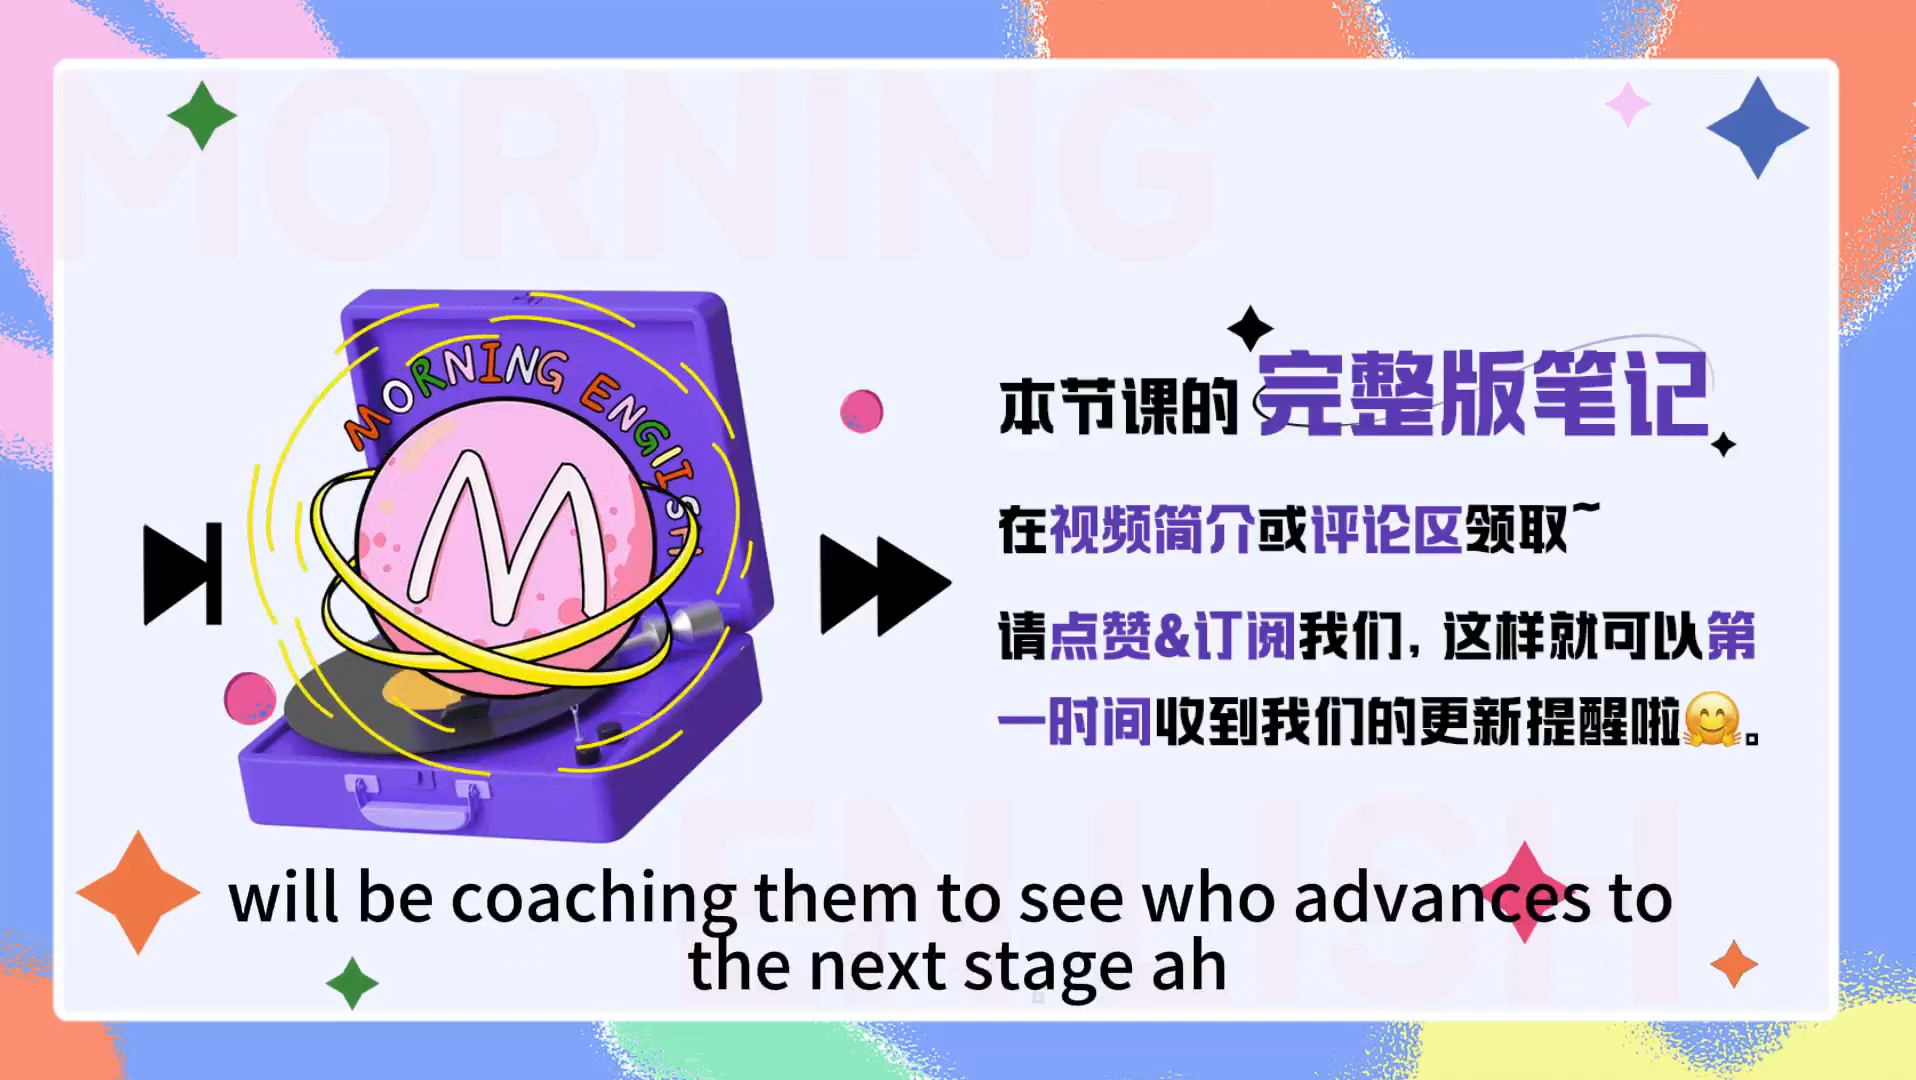 MORNING
MORNING ENGLISH
M
本节课的 完整版笔记
在视频简介或评论区领取~
请点赞&订阅我们, 这样就可以第
一时间收到我们的更新提醒啦🤗。
will be coaching them to see who advances to
the next stage ah